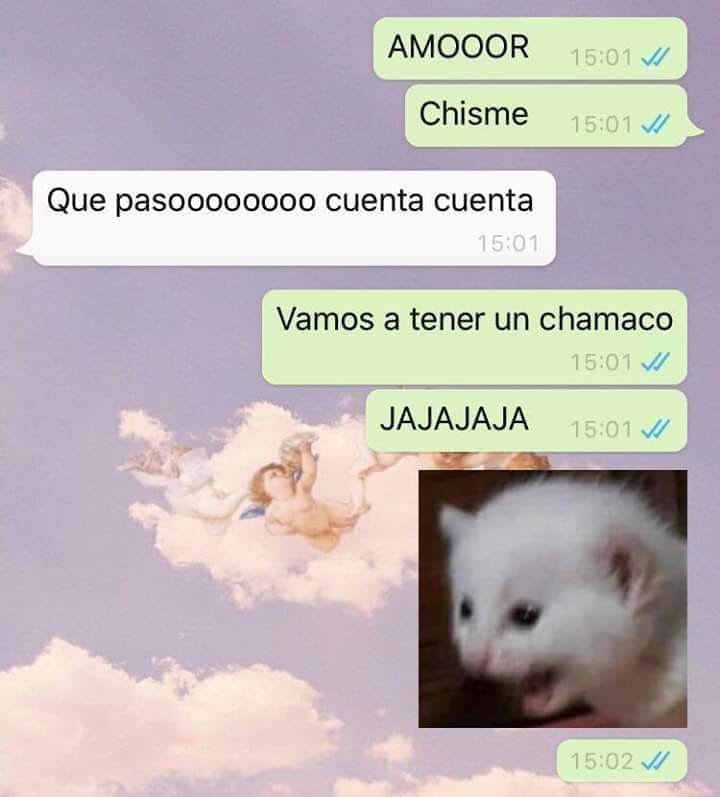 AMOOOR
15:01
Chisme
15:01
Que pasoooooooo cuenta cuenta
15:01
Vamos a tener un chamaco
15:01
JAJAJAJA
15:01
15:02